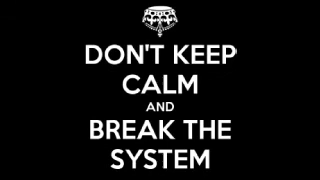 DON'T KEEP
CALM
AND
BREAK THE
SYSTEM